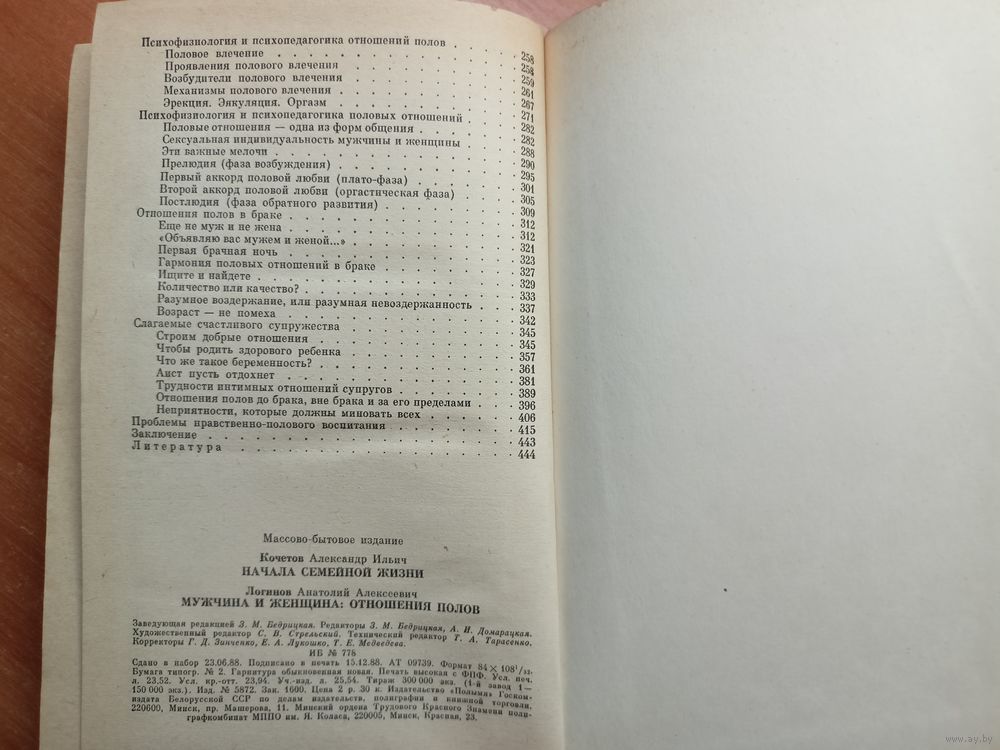 Психофизиология и психопедагогика отношений полов . 258
Половое влечение . . . . . . . . . . 258
Проявления полового влечения . . . . . . . 259
Возбудители полового влечения . . . . . . . 261
Механизмы полового влечения . . . . . . . 267
Эрекция. Эякуляция. Оргазм . . . . . . . 271
Психофизиология и психопедагогика половых отношений . 282
Половые отношения — одна из форм общения . . . . 282
Сексуальная индивидуальность мужчины и женщины . . 288
Эти важные мелочи . . . . . . . . . . 290
Прелюдия (фаза возбуждения) . . . . . . . 295
Первый аккорд половой любви (плато-фаза) . . . . 301
Второй аккорд половой любви (оргастическая фаза) . . 305
Постлюдия (фаза обратного развития) . . . . . 309
Отношения полов в браке . . . . . . . . 312
Еще не муж и не жена . . . . . . . . 312
«Объявляю вас мужем и женой...» . . . . . . 321
Первая брачная ночь . . . . . . . . . 323
Гармония половых отношений в браке . . . . . 327
Ищите и найдете . . . . . . . . . . 329
Количество или качество? . . . . . . . . 333
Разумное воздержание, или разумная невоздержанность . 337
Возраст — не помеха . . . . . . . . . 342
Слагаемые счастливого супружества . . . . . . 345
Строим добрые отношения . . . . . . . . 345
Чтобы родить здорового ребенка . . . . . . 357
Что же такое беременность? . . . . . . . 361
Аист пусть отдохнет . . . . . . . . . 381
Трудности интимных отношений супругов . . . . 389
Отношения полов до брака, вне брака и за его пределами . 396
Неприятности, которые должны миновать всех . . . . 406
Проблемы нравственно-полового воспитания . . . . 415
Заключение . . . . . . . . . . . 443
Литература . . . . . . . . . . . 444
Массово-бытовое издание
Кочетов Александр Ильич
НАЧАЛА СЕМЕЙНОЙ ЖИЗНИ
Логинов Анатолий Алексеевич
МУЖЧИНА И ЖЕНЩИНА: ОТНОШЕНИЯ ПОЛОВ
Заведующая редакцией З. М. Бедрицкая. Редакторы З. М. Бедрицкая, А. И. Домарацкая.
Художественный редактор С. В. Стрельский. Технический редактор Т. А. Тарасенко.
Корректоры Г. Д. Зинченко, Е. А. Лукошко, Т. Е. Медведева.
ИБ № 778
Сдано в набор 23.06.88. Подписано в печать 15.12.88. АТ 09739. Формат 84 × 108¹/₃₂.
Бумага типогр. № 2. Гарнитура обыкновенная новая. Печать высокая с ФПФ. Усл. печ.
л. 23,52. Усл. кр.-отт. 23,94. Уч.-изд. л. 25,54. Тираж 300 000 экз. (1-й завод 1—
150 000 экз.). Изд. № 5872. Зак. 1600. Цена 2 р. 30 к. Издательство «Полымя» Госком-
издата Белорусской ССР по делам издательств, полиграфии и книжной торговли.
220600, Минск, пр. Машерова, 11. Минский ордена Трудового Красного Знамени поли-
графкомбинат МППО им. Я. Коласа, 220005, Минск, Красная, 23.
www.ay.by